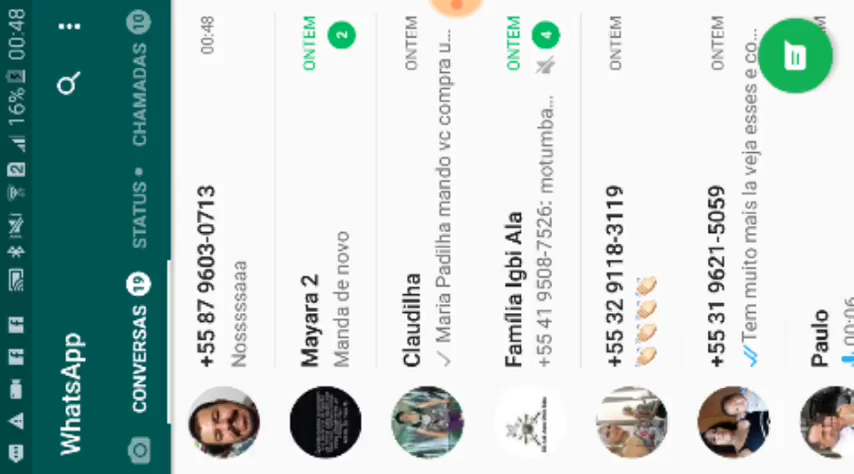 16% 00:48
WhatsApp
CONVERSAS 19 STATUS • CHAMADAS 10
+55 87 9603-0713 00:48
Nosssssaaa
Mayara 2 ONTEM
Manda de novo 2
Claudilha ONTEM
Maria Padilha mando vc compra u...
Família Igbi Ala ONTEM
+55 41 9508-7526: motumba... 4
+55 32 9118-3119 ONTEM
+55 31 9621-5059 ONTEM
Tem muito mais la veja esses e co...
Paulo
00:06